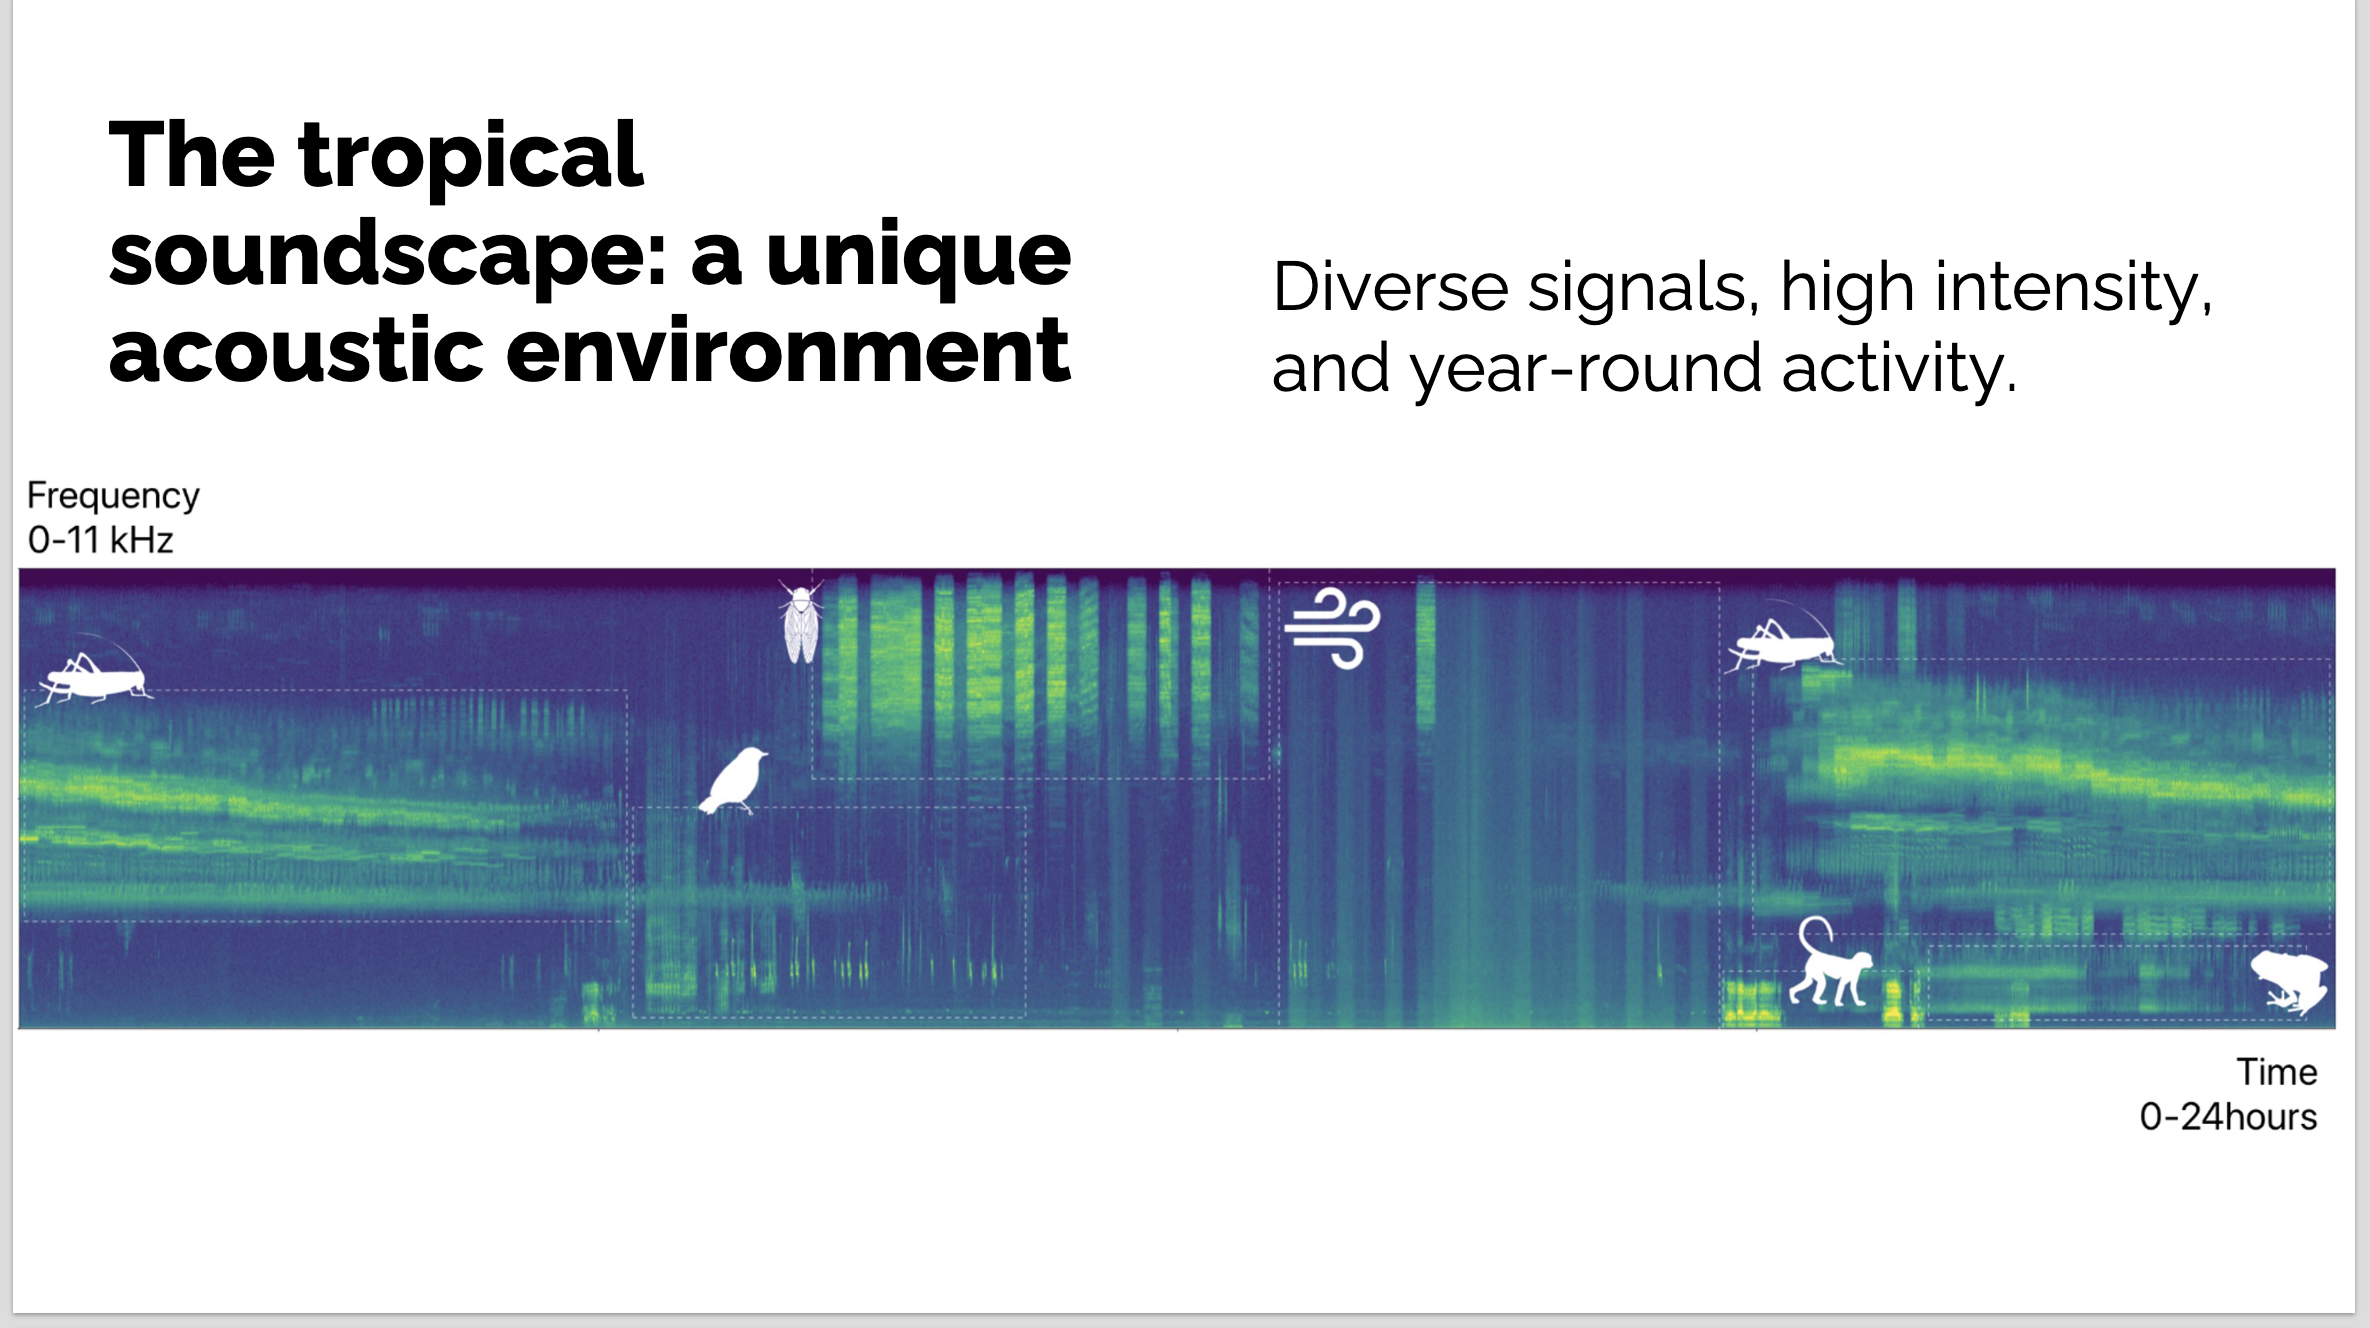 The tropical
soundscape: a unique
acoustic environment
Diverse signals, high intensity,
and year-round activity.
Frequency
0-11 kHz
Time
0-24hours